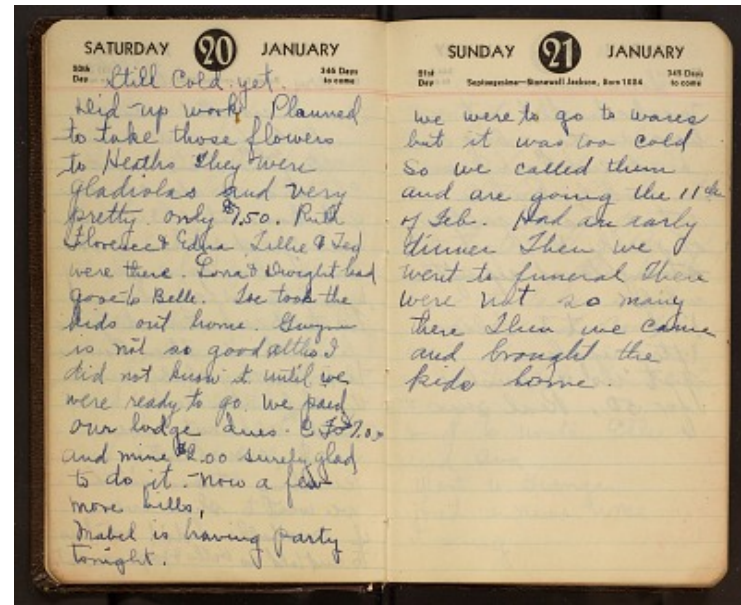 SATURDAY 20 JANUARY
20th Day
346 Days to come
Still Cold yet.
Did up work Planned
to take those flowers
to Heaths They were
gladiolas and very
pretty. only $7.50. Ruth
Florence & Edna Lillie & Ted
were there. Lora & Dwight had
gone to Belle. Joe took the
kids out home.
is not so good altho I
did not know it until we
were ready to go. We paid
our lodge dues.
and mine $2.00 surely glad
to do it. - now a few
more bills,
Mabel is having party
tonight.
SUNDAY 21 JANUARY
21st Day
Septuagesima—Stonewall Jackson, Born 1824
345 Days to come
we were to go to wares
but it was too cold
So we called them
and are going the 11th
of Feb. Had an early
dinner Then we
went to funeral There
were not so many
there Then we came
and brought the
kids home.